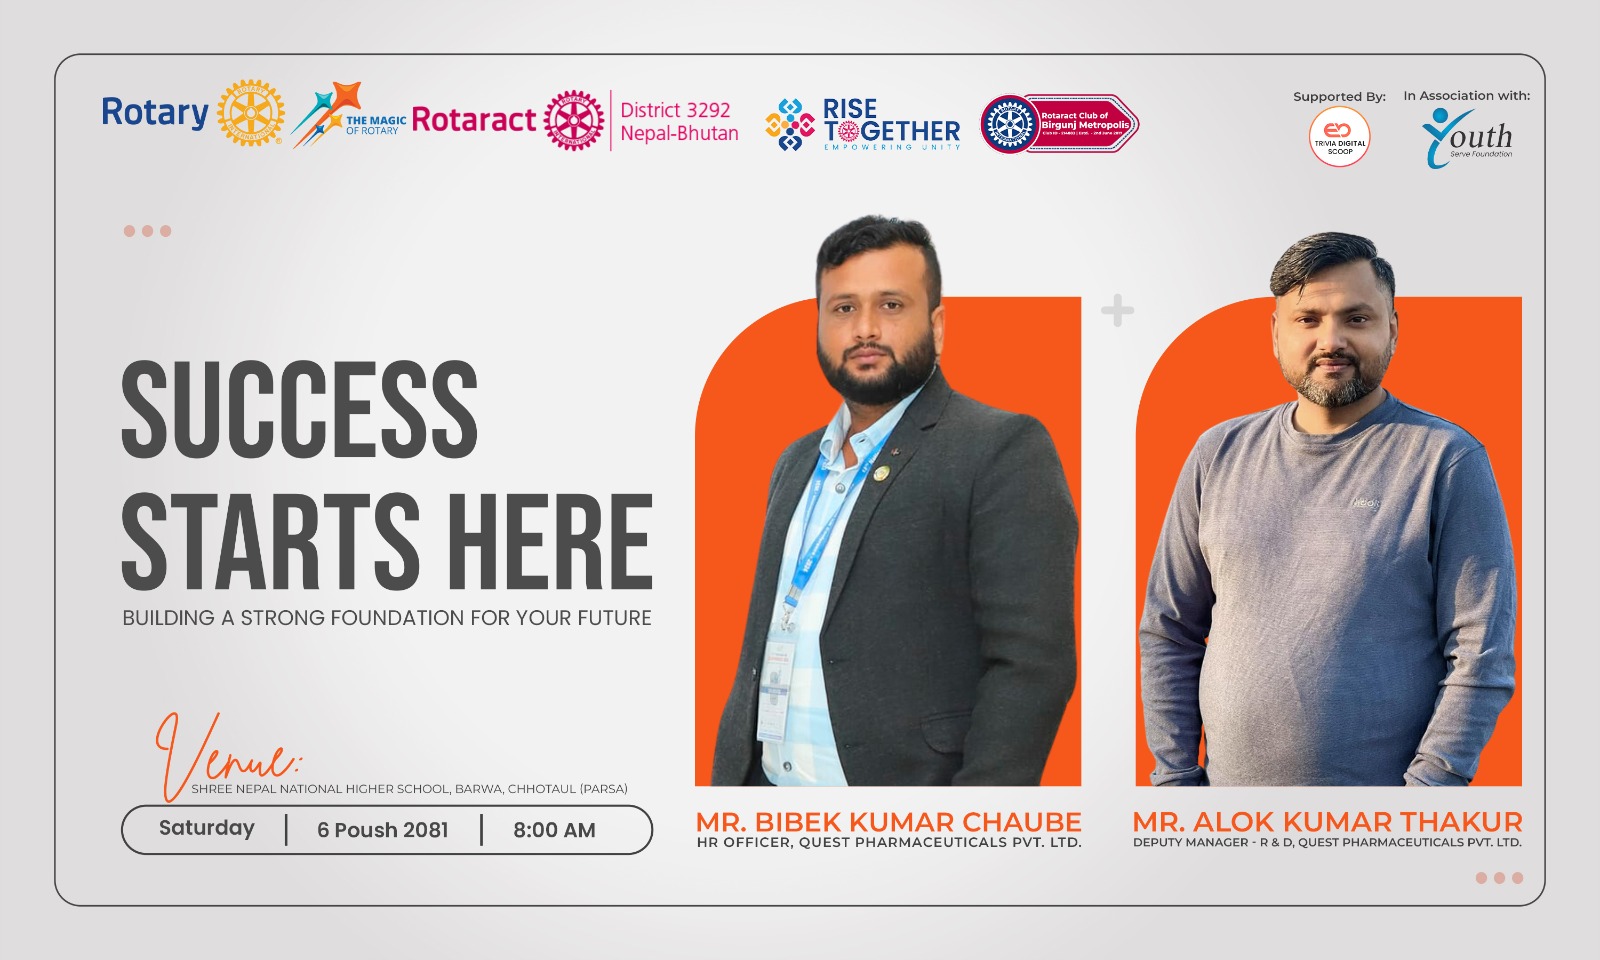 Rotary
THE MAGIC
OF ROTARY
Rotaract
District 3292
Nepal-Bhutan
RISE
TOGETHER
EMPOWERING UNITY
Rotaract Club of
Birgunj Metropolis
Supported By:
TRIVIA DIGITAL
SCOOP
In Association with:
Youth
Serve Foundation
SUCCESS
STARTS HERE
BUILDING A STRONG FOUNDATION FOR YOUR FUTURE
Venue:
SHREE NEPAL NATIONAL HIGHER SCHOOL, BARWA, CHHOTAUL (PARSA)
Saturday | 6 Poush 2081 | 8:00 AM
MR. BIBEK KUMAR CHAUBE
HR OFFICER, QUEST PHARMACEUTICALS PVT. LTD.
MR. ALOK KUMAR THAKUR
DEPUTY MANAGER - R & D, QUEST PHARMACEUTICALS PVT. LTD.